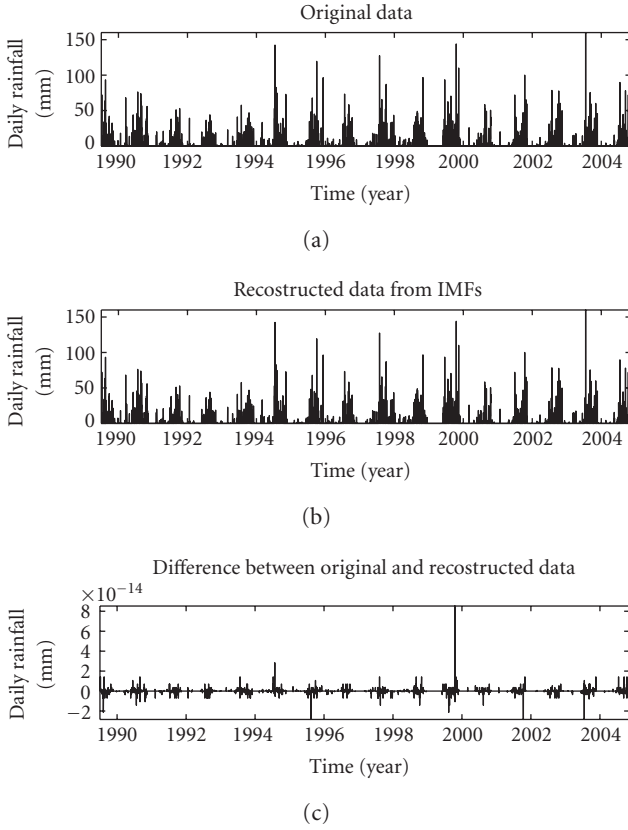 Original data
150
100
50
0
Daily rainfall
(mm)
1990 1992 1994 1996 1998 2000 2002 2004
Time (year)
(a)
Recostructed data from IMFs
150
100
50
0
Daily rainfall
(mm)
1990 1992 1994 1996 1998 2000 2002 2004
Time (year)
(b)
Difference between original and recostructed data
×10−14
8
6
4
2
0
−2
Daily rainfall
(mm)
1990 1992 1994 1996 1998 2000 2002 2004
Time (year)
(c)